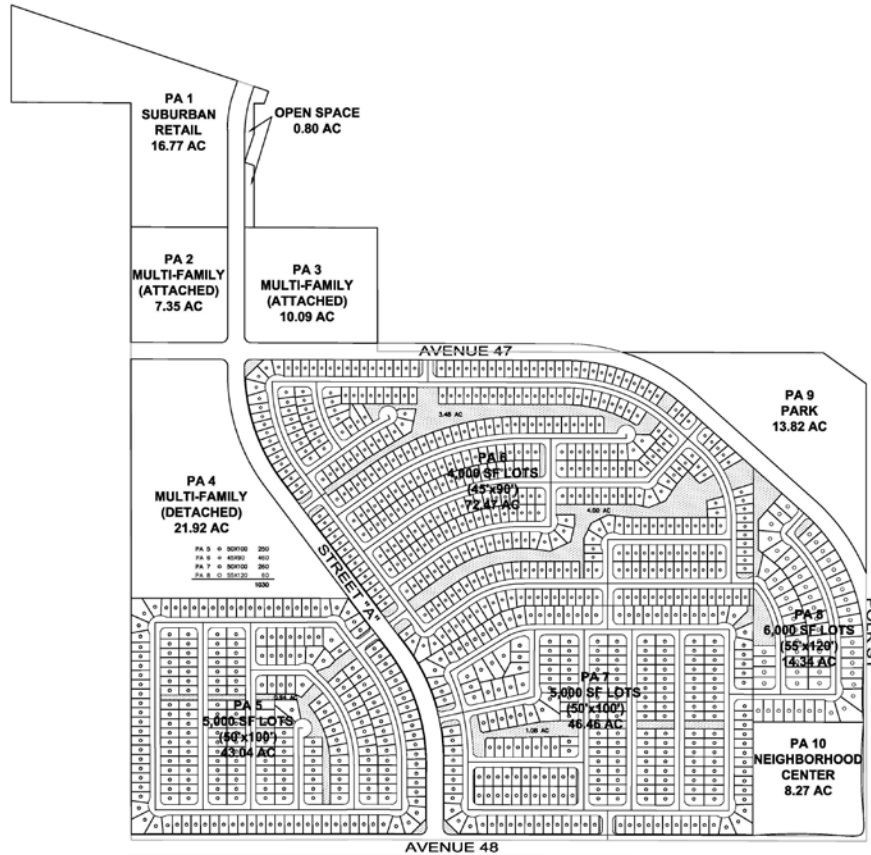 PA 1
SUBURBAN
RETAIL
16.77 AC
OPEN SPACE
0.80 AC
PA 2
MULTI-FAMILY
(ATTACHED)
7.35 AC
PA 3
MULTI-FAMILY
(ATTACHED)
10.09 AC
AVENUE 47
PA 9
PARK
13.82 AC
3.48 AC
PA 6
4,000 SF LOTS
(45'x90')
72.47 AC
4.00 AC
PA 4
MULTI-FAMILY
(DETACHED)
21.92 AC
PA 5 50X100 250
PA 6 45X90 460
PA 7 50X100 260
PA 8 55X120 60
1030
STREET "A"
PA 8
6,000 SF LOTS
(55'x120')
14.34 AC
PA 7
5,000 SF LOTS
(50'x100')
46.46 AC
1.08 AC
PA 5
5,000 SF LOTS
(50'x100')
43.04 AC
PA 10
NEIGHBORHOOD
CENTER
8.27 AC
AVENUE 48